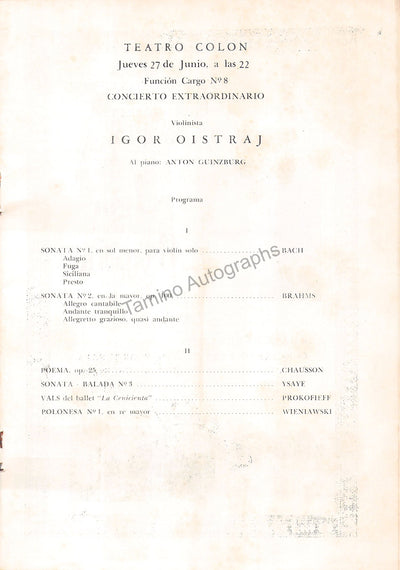 TEATRO COLON
Jueves 27 de Junio, a las 22
Función Cargo Nº 8
CONCIERTO EXTRAORDINARIO
Violinista
IGOR OISTRAJ
Al piano: ANTON GUINZBURG
Programa
I
SONATA Nº 1, en sol menor, para violín solo BACH
Adagio
Fuga
Siciliana
Presto
SONATA Nº 2, en la mayor, op. 100 BRAHMS
Allegro cantabile
Andante tranquillo
Allegretto grazioso, quasi andante
II
POEMA, op. 25 CHAUSSON
SONATA - BALADA Nº 3 YSAYE
VALS del ballet "La Cenicienta" PROKOFIEFF
POLONESA Nº 1, en re mayor WIENIAWSKI
Tamino Autographs